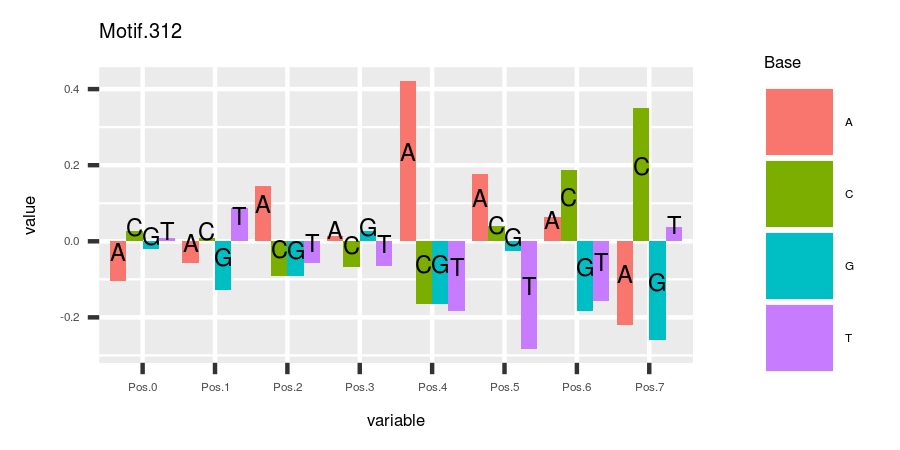 Motif.312
Base
0.4
0.2
0.0
-0.2
value
A C G T A C G T A C G T A C G T A C G T A C G T A C G T A C G T
Pos.0 Pos.1 Pos.2 Pos.3 Pos.4 Pos.5 Pos.6 Pos.7
variable
A
C
G
T